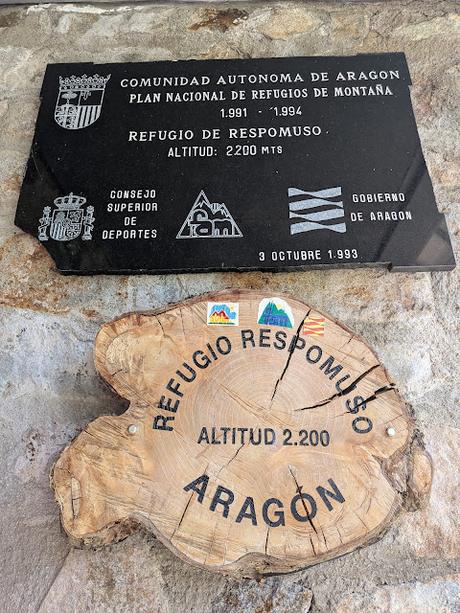 COMUNIDAD AUTONOMA DE ARAGON
PLAN NACIONAL DE REFUGIOS DE MONTAÑA
1.991 - 1.994
REFUGIO DE RESPOMUSO
ALTITUD: 2.200 MTS
CONSEJO
SUPERIOR
DE
DEPORTES
fam
GOBIERNO
DE ARAGON
3 OCTUBRE 1.993
REFUGIO RESPOMUSO
ALTITUD 2.200
ARAGON